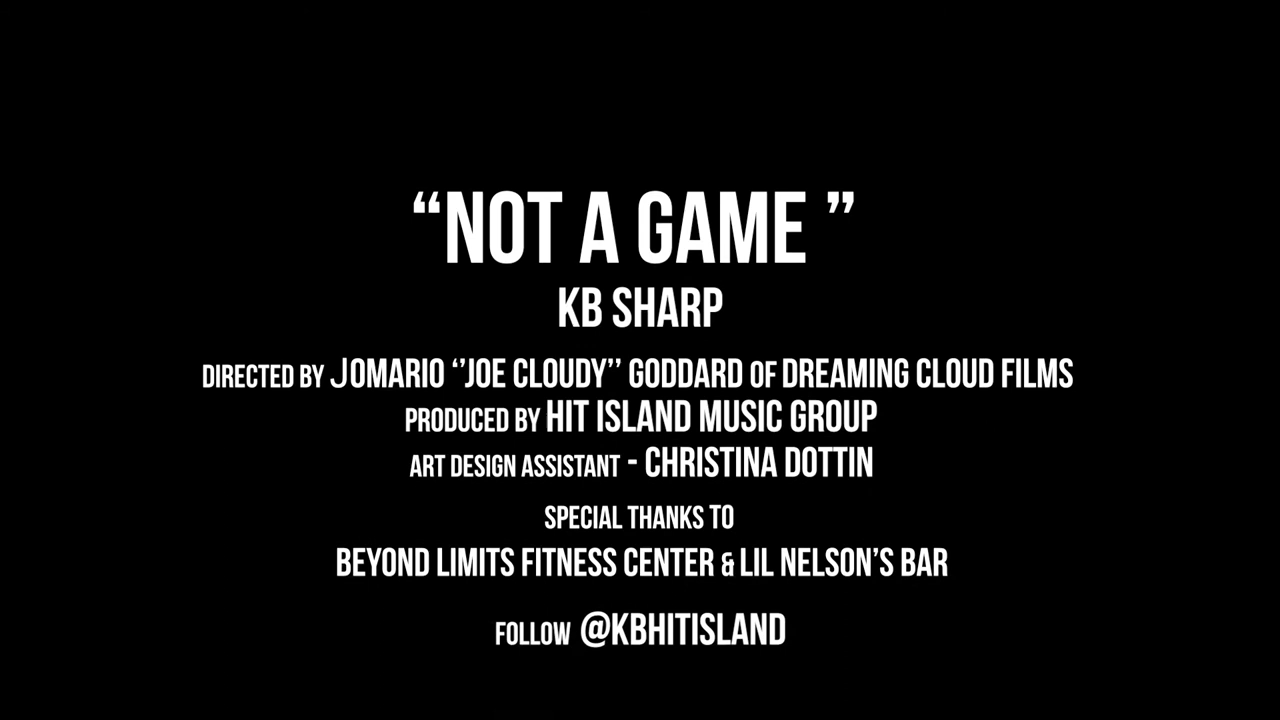 “NOT A GAME ”
KB SHARP
DIRECTED BY JOMARIO ‘’JOE CLOUDY’’ GODDARD OF DREAMING CLOUD FILMS
PRODUCED BY HIT ISLAND MUSIC GROUP
ART DESIGN ASSISTANT - CHRISTINA DOTTIN
SPECIAL THANKS TO
BEYOND LIMITS FITNESS CENTER & LIL NELSON’S BAR
FOLLOW @KBHITISLAND